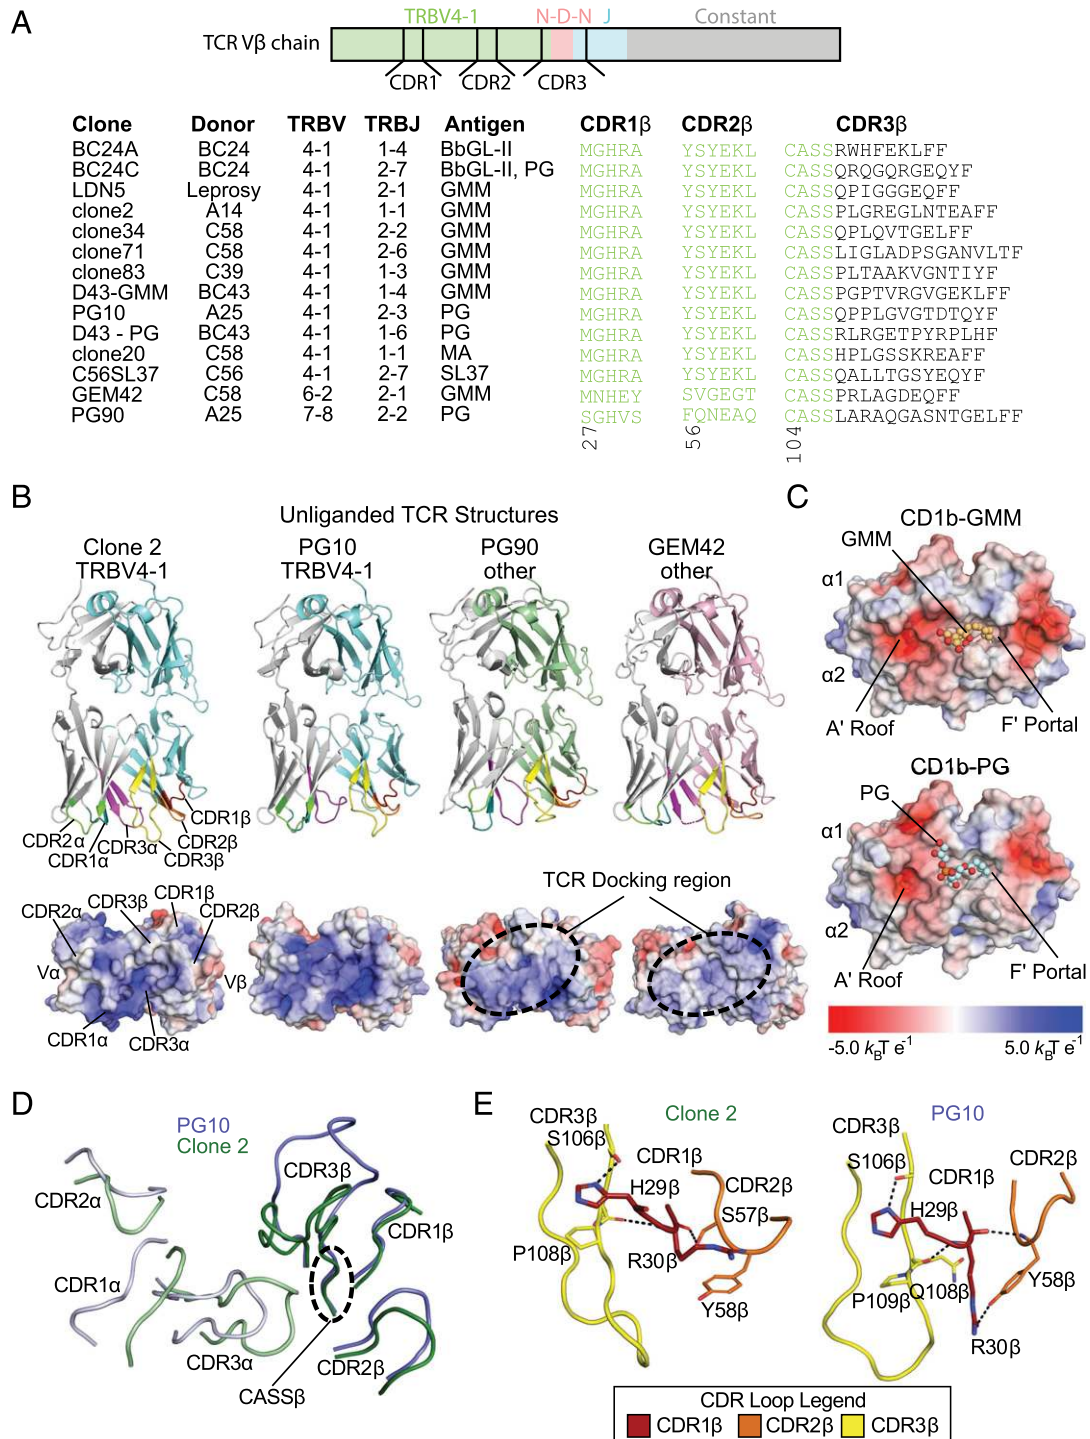 A
TRBV4-1 N-D-N J Constant
TCR Vβ chain
CDR1 CDR2 CDR3
Clone Donor TRBV TRBJ Antigen CDR1β CDR2β CDR3β
BC24A BC24 4-1 1-4 BbGL-II MGHRA YSYEKL CASSRWHFEKLFF
BC24C BC24 4-1 2-7 BbGL-II, PG MGHRA YSYEKL CASSQRQGQRGEQYF
LDN5 Leprosy 4-1 2-1 GMM MGHRA YSYEKL CASSQPIGGGEQFF
clone2 A14 4-1 1-1 GMM MGHRA YSYEKL CASSPLGREGLNTEAFF
clone34 C58 4-1 2-2 GMM MGHRA YSYEKL CASSQPLQVTGELFF
clone71 C58 4-1 2-6 GMM MGHRA YSYEKL CASSLIGLADPSGANVLTF
clone83 C39 4-1 1-3 GMM MGHRA YSYEKL CASSPLTAAKVGNTIYF
D43-GMM BC43 4-1 1-4 GMM MGHRA YSYEKL CASSPGPTVRGVGEKLFF
PG10 A25 4-1 2-3 PG MGHRA YSYEKL CASSQPPLGVGTDTQYF
D43 - PG BC43 4-1 1-6 PG MGHRA YSYEKL CASSRLRGETPYRPLHF
clone20 C58 4-1 1-1 MA MGHRA YSYEKL CASSHPLGSSKREAFF
C56SL37 C56 4-1 2-7 SL37 MGHRA YSYEKL CASSQALLTGSYEQYF
GEM42 C58 6-2 2-1 GMM MNHEY SVGEGT CASSPRLAGDEQFF
PG90 A25 7-8 2-2 PG SGHVS FQNEAQ CASSLARAQGASNTGELFF
27 56 104
B
Unliganded TCR Structures
Clone 2 PG10 PG90 GEM42
TRBV4-1 TRBV4-1 other other
CDR1β
CDR2α CDR2β
CDR1α CDR3α CDR3β
TCR Docking region
CDR2α CDR3β CDR1β CDR2β
Vα Vβ
CDR1α CDR3α
C
CD1b-GMM
GMM
α1
α2
A' Roof F' Portal
CD1b-PG
PG
α1
α2
A' Roof F' Portal
-5.0 kBT e-1 5.0 kBT e-1
D
PG10
Clone 2
CDR2α CDR3β
CDR1β
CDR1α
CDR3α CDR2β
CASSβ
E
Clone 2 PG10
CDR3β
S106β
CDR1β
H29β
CDR2β
S57β
P108β
R30β
Y58β
CDR3β
S106β
CDR1β
CDR2β
H29β
P109β
Q108β
Y58β
R30β
CDR Loop Legend
CDR1β CDR2β CDR3β